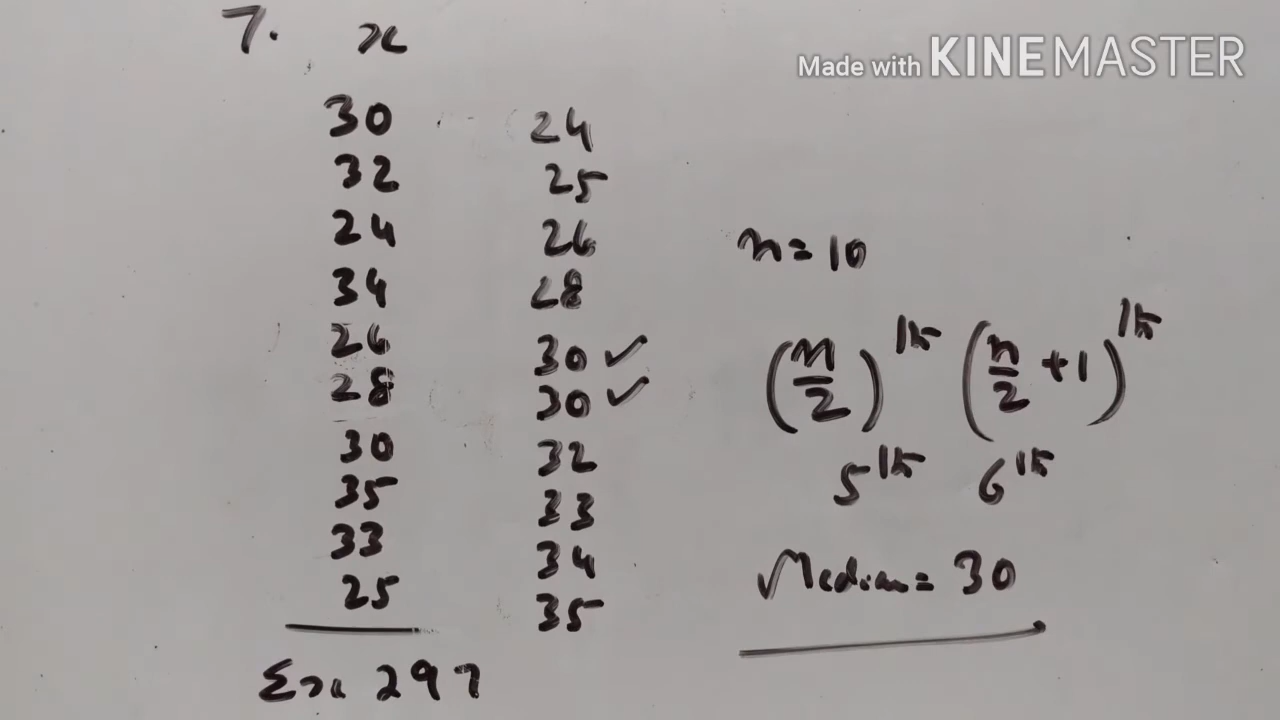 7. x
Made with KINEMASTER
30
32
24
34
26
28
30
35
33
25
Σx 297
24
25
26
28
30 ✓
30 ✓
32
33
34
35
n = 10
(n/2)th (n/2 + 1)th
5th 6th
Median = 30